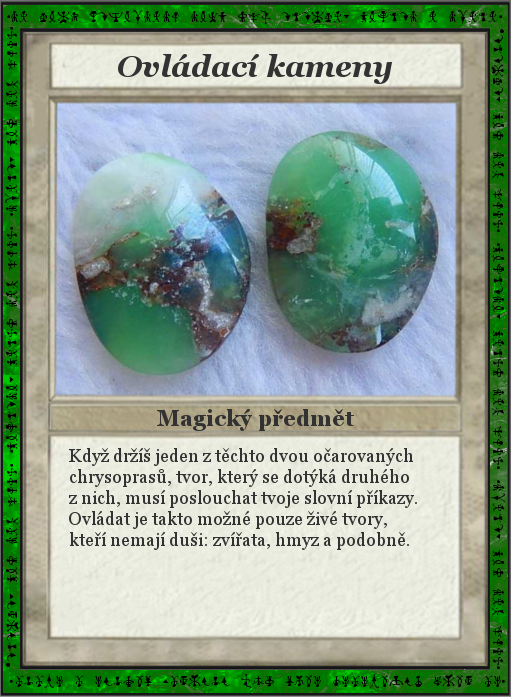 Ovládací kameny
Magický předmět
Když držíš jeden z těchto dvou očarovaných
chrysoprasů, tvor, který se dotýká druhého
z nich, musí poslouchat tvoje slovní příkazy.
Ovládat je takto možné pouze živé tvory,
kteří nemají duši: zvířata, hmyz a podobně.